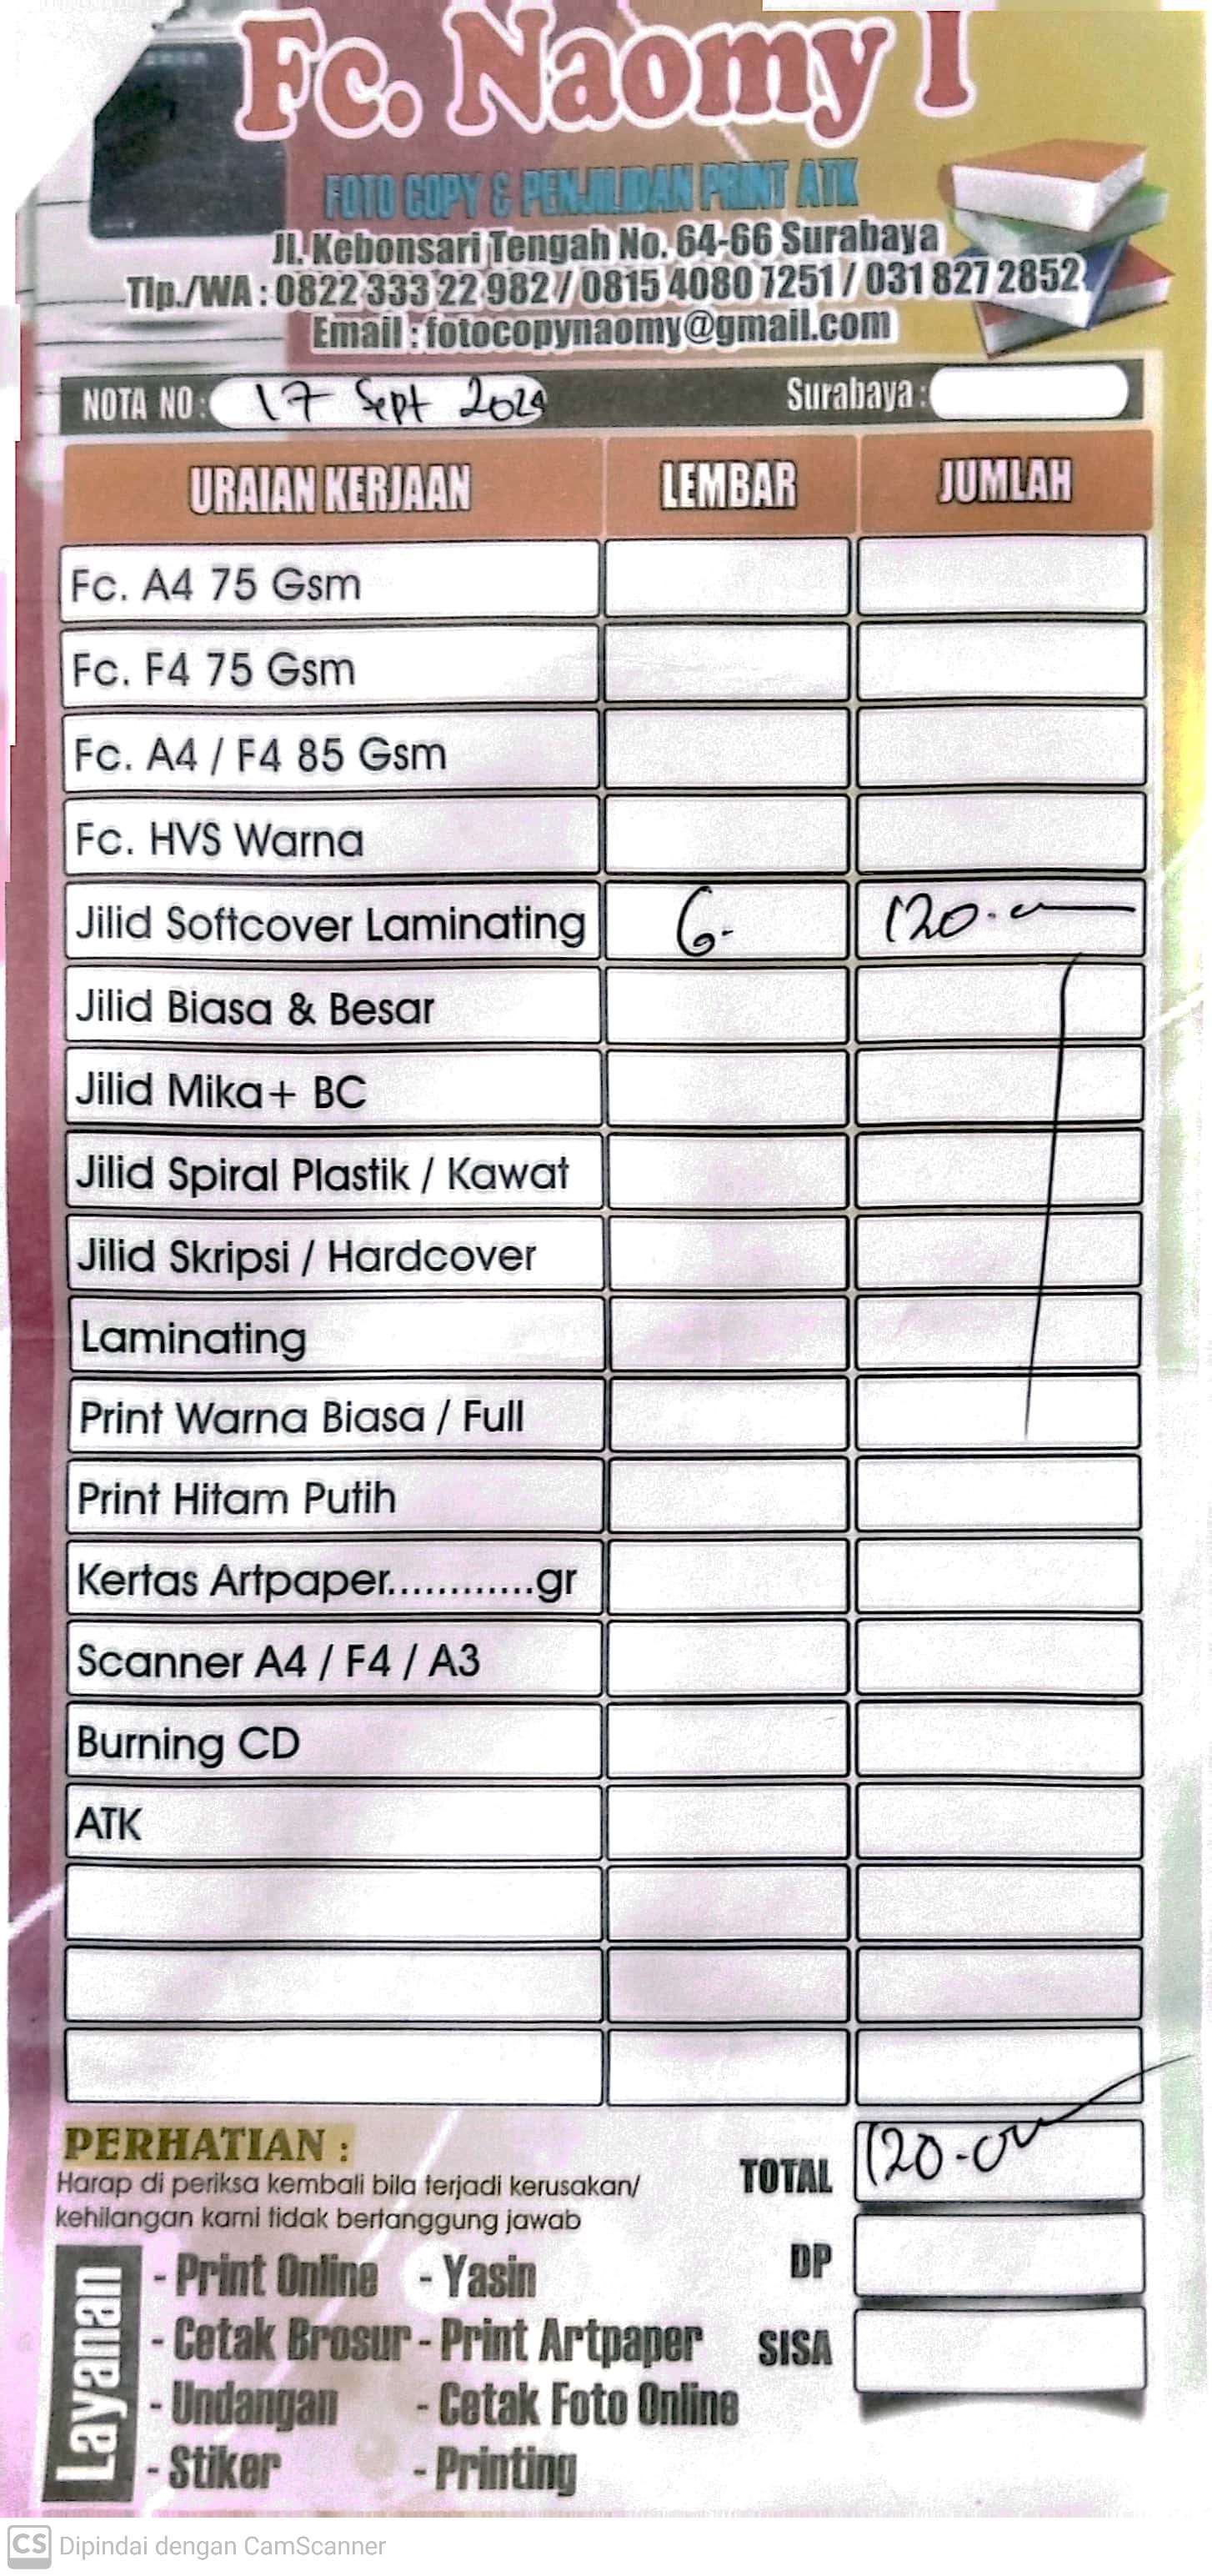 Fc. Naomy 1
FOTO COPY & PENJILIDAN PRINT ATK
Jl. Kebonsari Tengah No. 64-66 Surabaya
Tlp./WA : 0822 333 22 982 / 0815 4080 7251 / 031 827 2852
Email : fotocopynaomy@gmail.com
NOTA NO : 17 Sept 2024 Surabaya :
URAIAN KERJAAN LEMBAR JUMLAH
Fc. A4 75 Gsm
Fc. F4 75 Gsm
Fc. A4 / F4 85 Gsm
Fc. HVS Warna
Jilid Softcover Laminating 6.- 120.-
Jilid Biasa & Besar
Jilid Mika+ BC
Jilid Spiral Plastik / Kawat
Jilid Skripsi / Hardcover
Laminating
Print Warna Biasa / Full
Print Hitam Putih
Kertas Artpaper............gr
Scanner A4 / F4 / A3
Burning CD
ATK
PERHATIAN :
Harap di periksa kembali bila terjadi kerusakan/
kehilangan kami tidak bertanggung jawab
TOTAL 120.-
DP
SISA
Layanan
- Print Online - Yasin
- Cetak Brosur - Print Artpaper
- Undangan - Cetak Foto Online
- Stiker - Printing
CS Dipindai dengan CamScanner